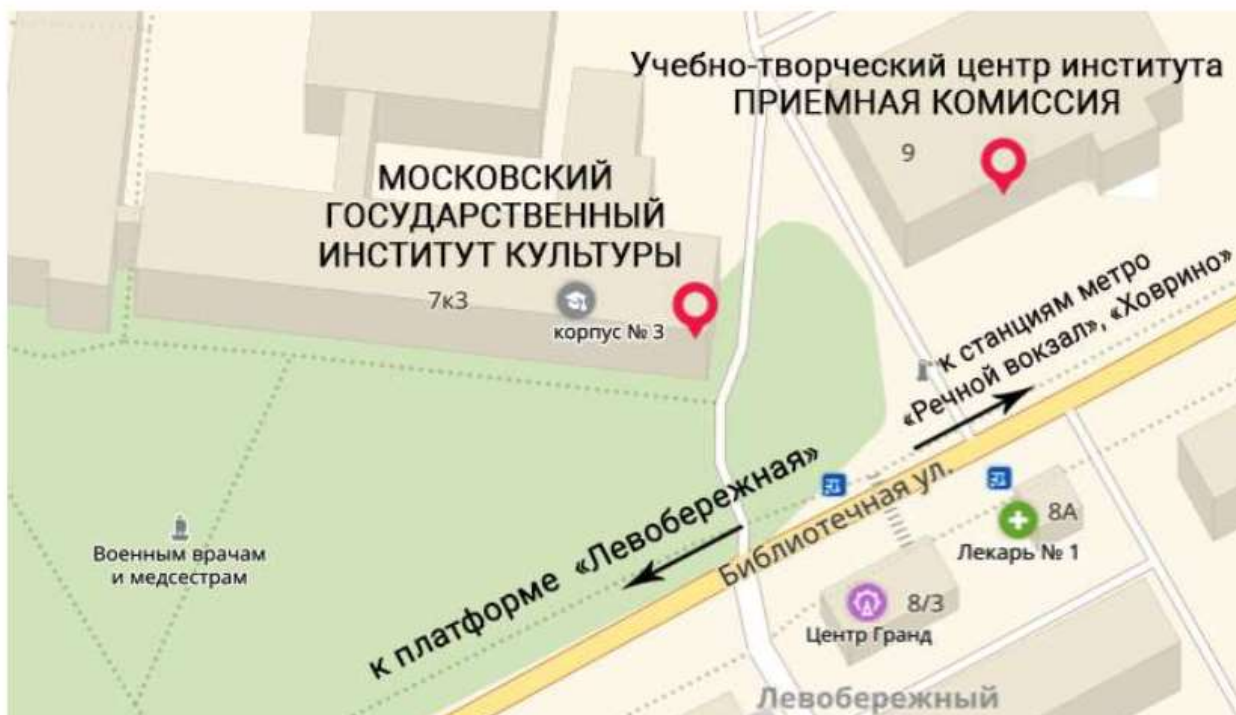 Учебно-творческий центр института
ПРИЕМНАЯ КОМИССИЯ
9
МОСКОВСКИЙ
ГОСУДАРСТВЕННЫЙ
ИНСТИТУТ КУЛЬТУРЫ
7к3
корпус № 3
к станциям метро
«Речной вокзал», «Ховрино»
к платформе «Левобережная»
Библиотечная ул.
8А
Лекарь № 1
Военным врачам
и медсестрам
8/3
Центр Гранд
Левобережный